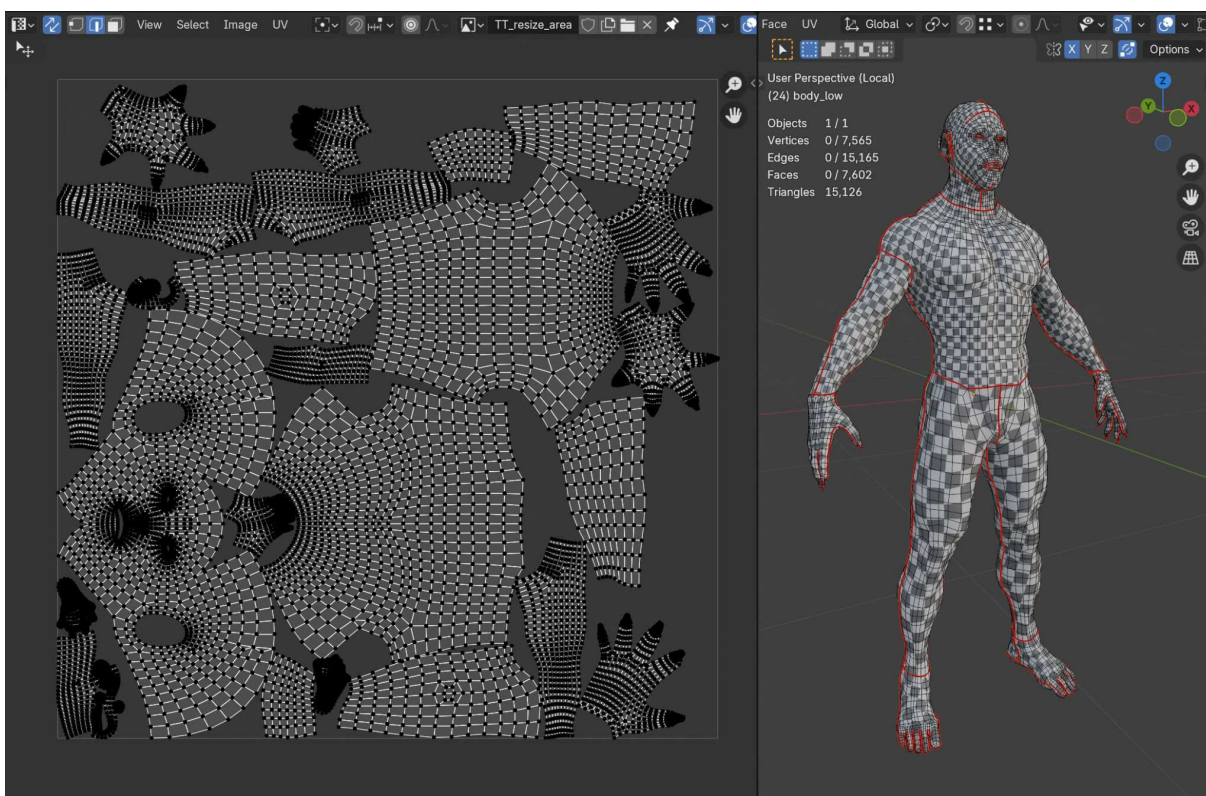 View Select Image UV TT_resize_area
Face UV Global
X Y Z Options
User Perspective (Local)
(24) body_low
Objects 1 / 1
Vertices 0 / 7,565
Edges 0 / 15,165
Faces 0 / 7,602
Triangles 15,126
Z
Y
X